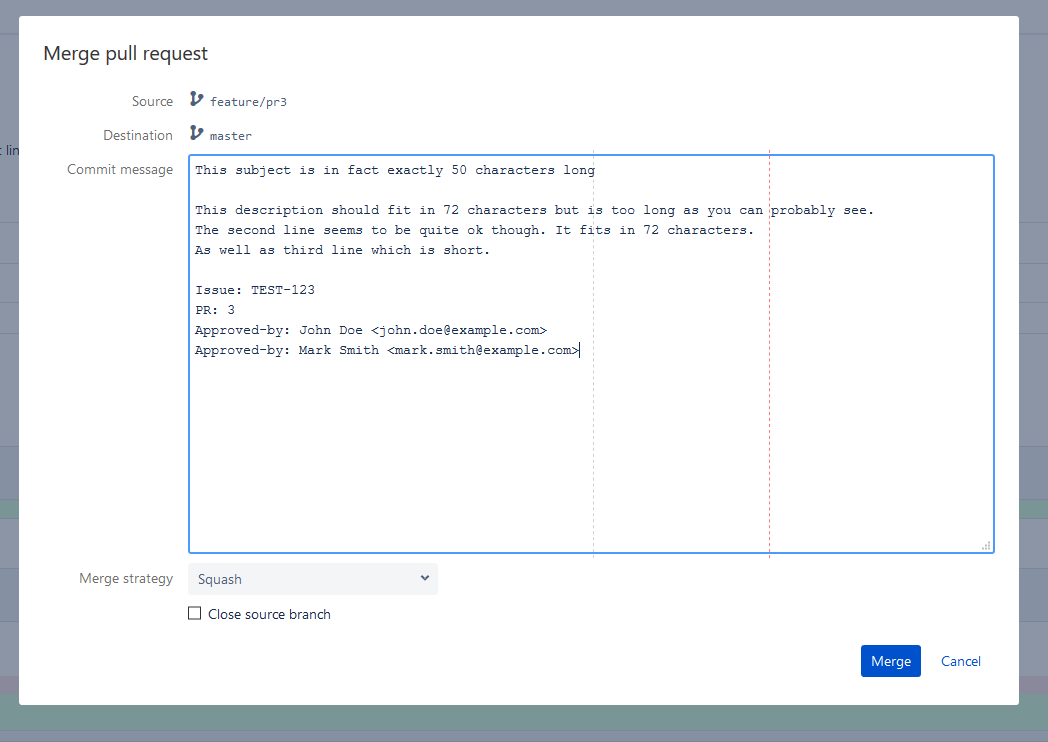 Merge pull request
Source feature/pr3
Destination master
Commit message
This subject is in fact exactly 50 characters long
This description should fit in 72 characters but is too long as you can probably see.
The second line seems to be quite ok though. It fits in 72 characters.
As well as third line which is short.
Issue: TEST-123
PR: 3
Approved-by: John Doe <john.doe@example.com>
Approved-by: Mark Smith <mark.smith@example.com>
Merge strategy Squash
Close source branch
Merge Cancel